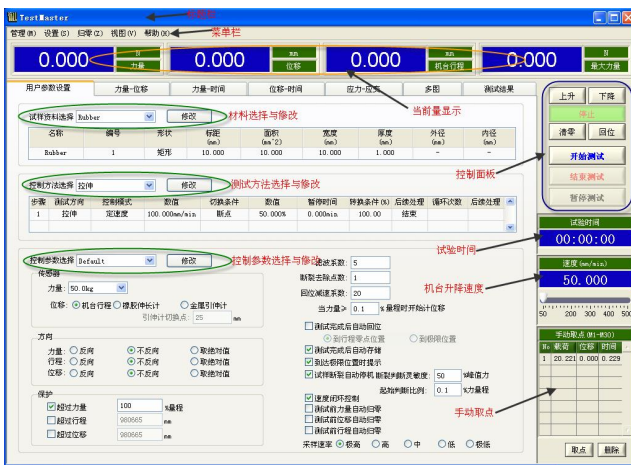 TestMaster
管理(M) 设置(S) 归零(Z) 视图(V) 帮助(H) 菜单栏
0.000 N 力量 0.000 mm 位移 0.000 mm 机台行程 0.000 N 最大力量
用户参数设置 力量-位移 力量-时间 位移-时间 应力-应变 多图 测试结果
当前量显示
上升 下降
停止
清零 回位
开始测试
结束测试
暂停测试
控制面板
试样资料选择 Rubber 修改 材料选择与修改
名称 编号 形状 标距(mm) 面积(mm^2) 宽度(mm) 厚度(mm) 外径(mm) 内径(mm)
Rubber 1 矩形 10.000 10.000 10.000 1.000 - -
控制方法选择 拉伸 修改 测试方法选择与修改
步骤 测试方向 控制模式 数值 切换条件 数值 暂停时间 转换条件(%) 后续处理 循环次数 后续处理
1 拉伸 定速度 100.000mm/min 断点 50.000% 0.000min 100.00 结束
试验时间
试验时间
00:00:00
机台升降速度
速度(mm/min)
50.000
50 100 200 300 400 500
控制参数选择 Default 修改 控制参数选择与修改
传感器
力量: 50.0kg
位移: 机台行程 橡胶伸长计 金属引伸计
引伸计切换点: 25 mm
方向
力量: 反向 不反向 取绝对值
行程: 反向 不反向 取绝对值
位移: 反向 不反向 取绝对值
保护
超过力量 100 %量程
超过行程 980665 mm
超过位移 980665 mm
滤波系数: 5
断裂去除点数: 1
回位减速系数: 20
当力量≥ 0.1 %量程时开始计位移
测试完成后自动回位
到行程零点位置 到极限位置
测试完成后自动存储
到达极限位置时提示
试样断裂自动停机 断裂判断灵敏度: 50 %峰值力
起始判断比例: 0.1 %力量程
速度闭环控制
测试前力量自动归零
测试前位移自动归零
测试前行程自动归零
采样速率 极高 高 中 低 极低
手动取点(M1-M30)
No 载荷 位移 时间
1 20.221 0.000 0.229
手动取点
取点 删除